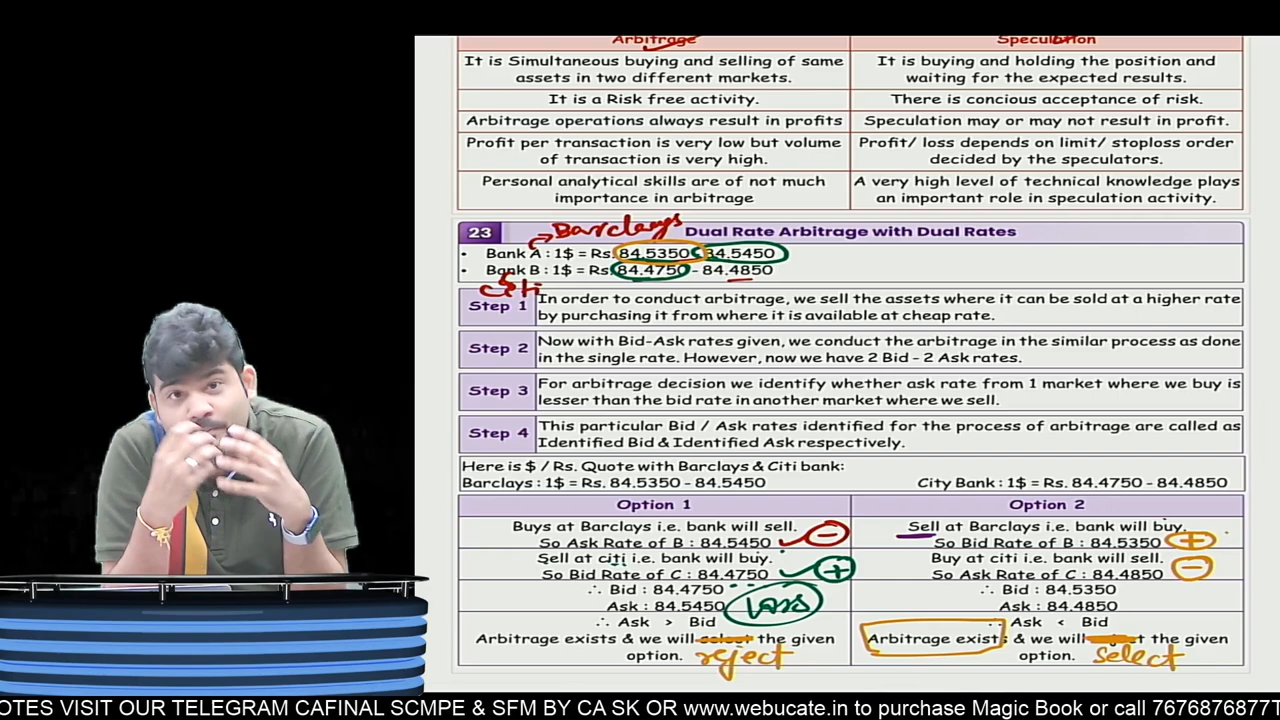 Arbitrage
Speculation
It is Simultaneous buying and selling of same
assets in two different markets.
It is buying and holding the position and
waiting for the expected results.
It is a Risk free activity.
There is concious acceptance of risk.
Arbitrage operations always result in profits
Speculation may or may not result in profit.
Profit per transaction is very low but volume
of transaction is very high.
Profit/ loss depends on limit/ stoploss order
decided by the speculators.
Personal analytical skills are of not much
importance in arbitrage
A very high level of technical knowledge plays
an important role in speculation activity.
23
Barclays
Dual Rate Arbitrage with Dual Rates
• Bank A : 1$ = Rs. 84.5350 - 84.5450
• Bank B : 1$ = Rs. 84.4750 - 84.4850
Citi
Step 1
In order to conduct arbitrage, we sell the assets where it can be sold at a higher rate
by purchasing it from where it is available at cheap rate.
Step 2
Now with Bid-Ask rates given, we conduct the arbitrage in the similar process as done
in the single rate. However, now we have 2 Bid - 2 Ask rates.
Step 3
For arbitrage decision we identify whether ask rate from 1 market where we buy is
lesser than the bid rate in another market where we sell.
Step 4
This particular Bid / Ask rates identified for the process of arbitrage are called as
Identified Bid & Identified Ask respectively.
Here is $ / Rs. Quote with Barclays & Citi bank:
Barclays : 1$ = Rs. 84.5350 - 84.5450
City Bank : 1$ = Rs. 84.4750 - 84.4850
Option 1
Option 2
Buys at Barclays i.e. bank will sell.
So Ask Rate of B : 84.5450 −
Sell at Barclays i.e. bank will buy.
So Bid Rate of B : 84.5350 +
Sell at citi i.e. bank will buy.
So Bid Rate of C : 84.4750 +
Buy at citi i.e. bank will sell.
So Ask Rate of C : 84.4850 −
∴ Bid : 84.4750
Ask : 84.5450
Loss
∴ Bid : 84.5350
Ask : 84.4850
∴ Ask > Bid
∴ Ask < Bid
Arbitrage exists & we will select the given
option. reject
Arbitrage exists & we will the given
option. select
OTES VISIT OUR TELEGRAM CAFINAL SCMPE & SFM BY CA SK OR www.webucate.in to purchase Magic Book or call 76768768771